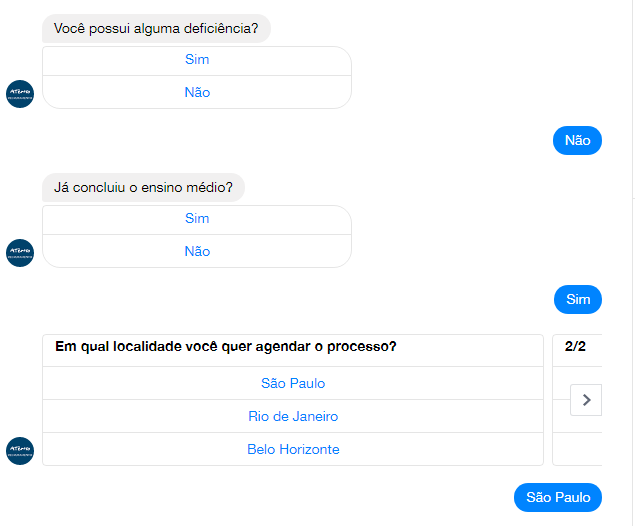 Você possui alguma deficiência?
Sim
Não
Não
Já concluiu o ensino médio?
Sim
Não
Sim
Em qual localidade você quer agendar o processo?
2/2
São Paulo
Rio de Janeiro
Belo Horizonte
São Paulo